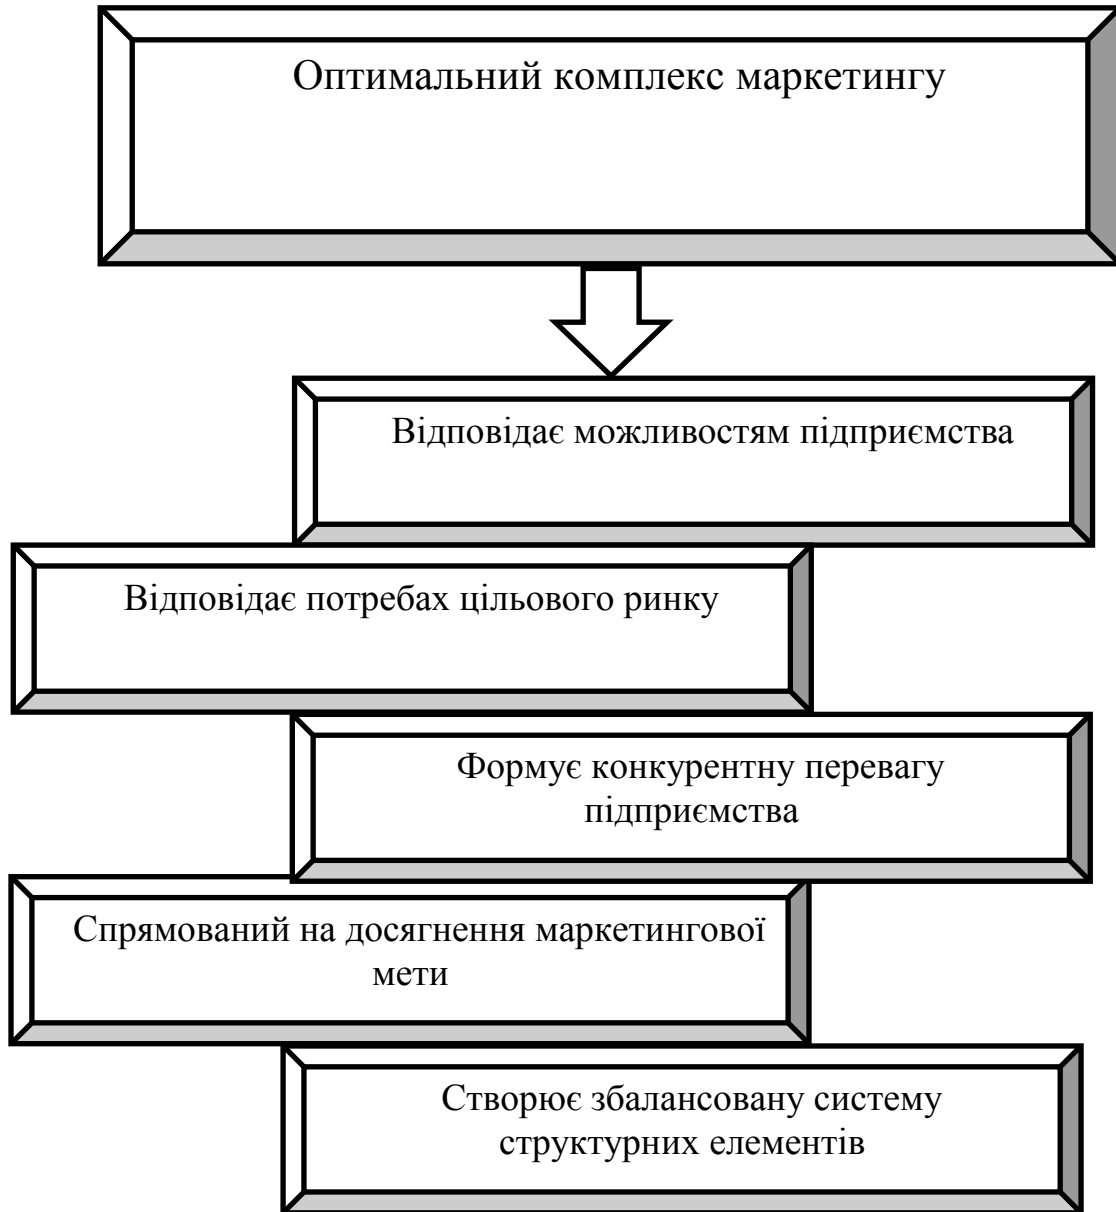 Оптимальний комплекс маркетингу
Відповідає можливостям підприємства
Відповідає потребах цільового ринку
Формує конкурентну перевагу
підприємства
Спрямований на досягнення маркетингової
мети
Створює збалансовану систему
структурних елементів